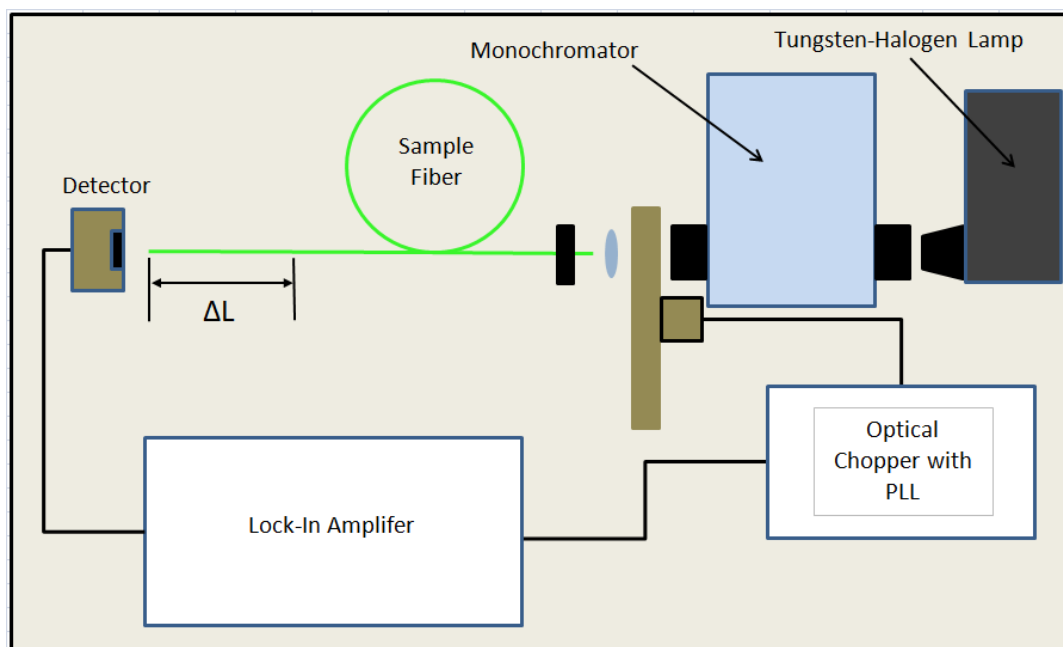 Tungsten-Halogen Lamp
Monochromator
Sample
Fiber
Detector
ΔL
Optical
Chopper with
PLL
Lock-In Amplifer